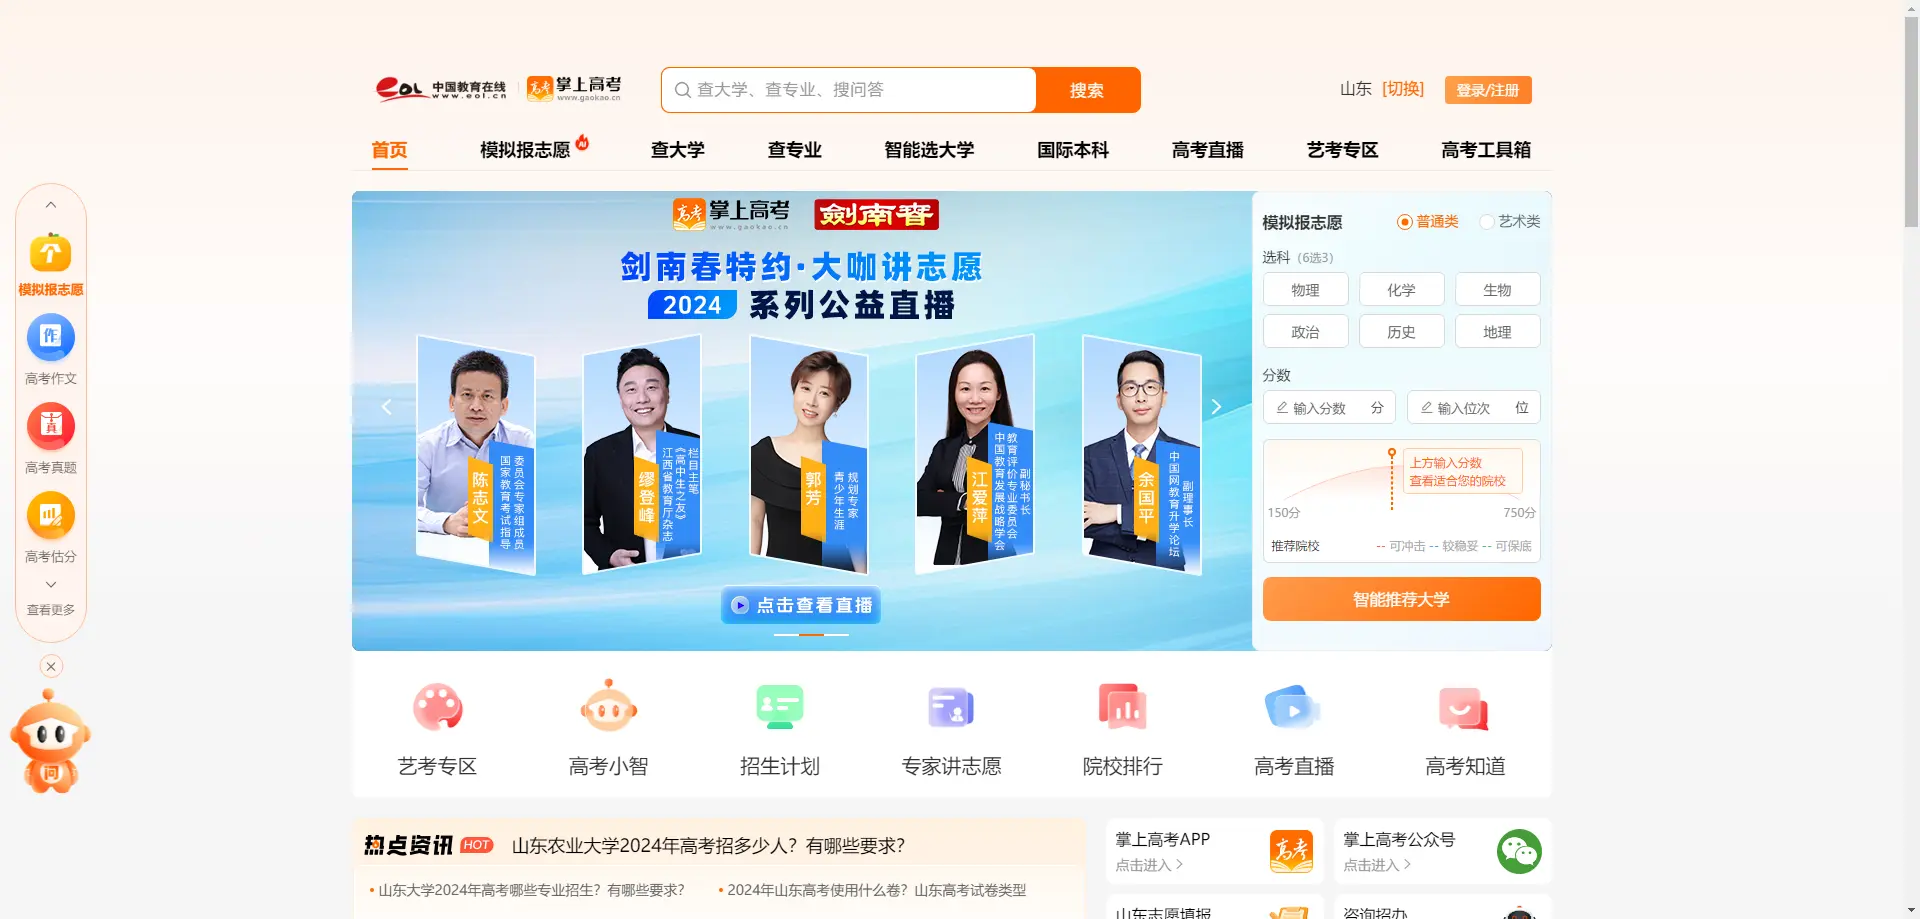 eol 中国教育在线
www.eol.cn
高考 掌上高考
www.gaokao.cn
查大学、查专业、搜问答
搜索
山东 [切换]
登录/注册
首页
模拟报志愿
AI
查大学
查专业
智能选大学
国际本科
高考直播
艺考专区
高考工具箱
模拟报志愿
作
高考作文
真
高考真题
高考估分
查看更多
问
高考 掌上高考
www.gaokao.cn
剑南春
剑南春特约·大咖讲志愿
2024 系列公益直播
陈志文
国家教育考试指导
委员会专家组成员
缪登峰
江西省教育厅杂志
《高中生之友》
栏目主笔
郭芳
青少年生涯
规划专家
江爱萍
中国教育发展战略学会
教育评价专业委员会
副秘书长
余国平
中国网教育升学论坛
副理事长
点击查看直播
模拟报志愿
普通类
艺术类
选科 (6选3)
物理
化学
生物
政治
历史
地理
分数
输入分数 分
输入位次 位
上方输入分数
查看适合您的院校
150分
750分
推荐院校
-- 可冲击 -- 较稳妥 -- 可保底
智能推荐大学
艺考专区
高考小智
招生计划
专家讲志愿
院校排行
高考直播
高考知道
热点资讯 HOT
山东农业大学2024年高考招多少人？有哪些要求？
• 山东大学2024年高考哪些专业招生？有哪些要求？
• 2024年山东高考使用什么卷？山东高考试卷类型
掌上高考APP
点击进入 >
高考
掌上高考公众号
点击进入 >
山东志愿填报
咨询招办